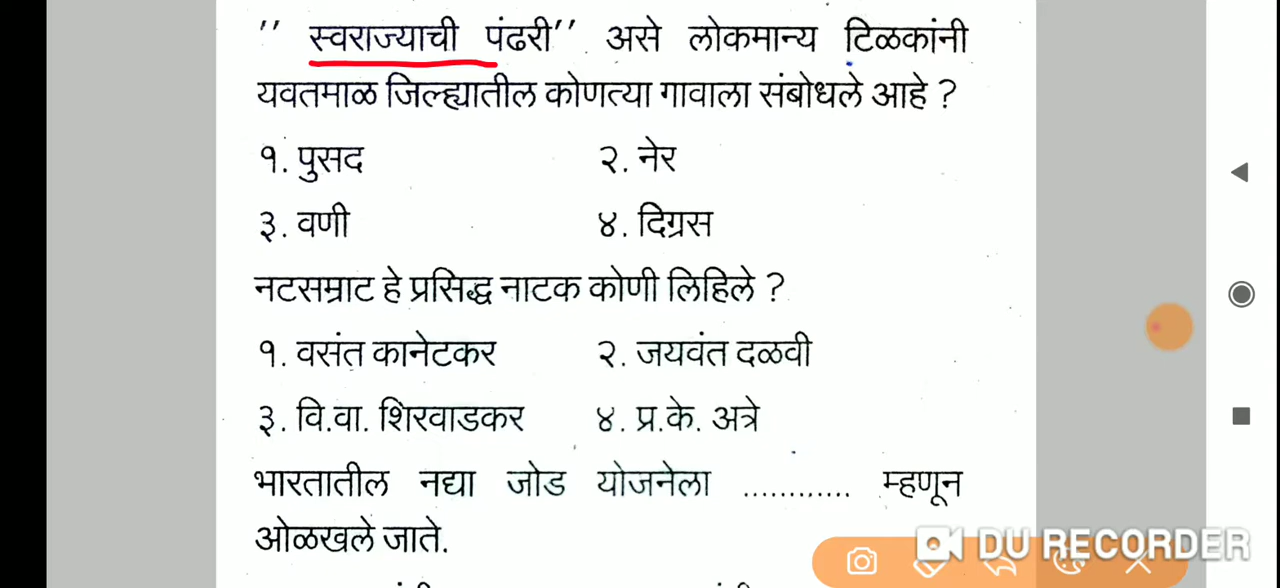 '' स्वराज्याची पंढरी'' असे लोकमान्य टिळकांनी
यवतमाळ जिल्ह्यातील कोणत्या गावाला संबोधले आहे ?
१. पुसद २. नेर
३. वणी ४. दिग्रस
नटसम्राट हे प्रसिद्ध नाटक कोणी लिहिले ?
१. वसंत कानेटकर २. जयवंत दळवी
३. वि.वा. शिरवाडकर ४. प्र.के. अत्रे
भारतातील नद्या जोड योजनेला ............ म्हणून
ओळखले जाते.
DU RECORDER